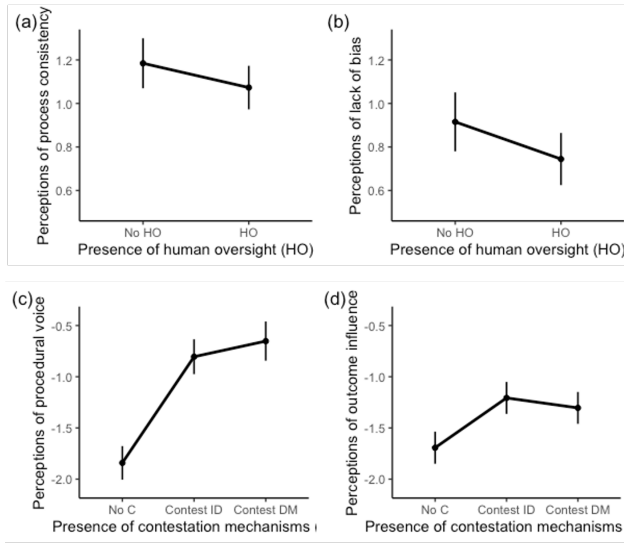 (a)
Perceptions of process consistency
1.2
1.0
0.8
0.6
No HO HO
Presence of human oversight (HO)
(b)
Perceptions of lack of bias
1.2
1.0
0.8
0.6
No HO HO
Presence of human oversight (HO)
(c)
Perceptions of procedural voice
-0.5
-1.0
-1.5
-2.0
No C Contest ID Contest DM
Presence of contestation mechanisms (
(d)
Perceptions of outcome influence
-0.5
-1.0
-1.5
-2.0
No C Contest ID Contest DM
Presence of contestation mechanisms